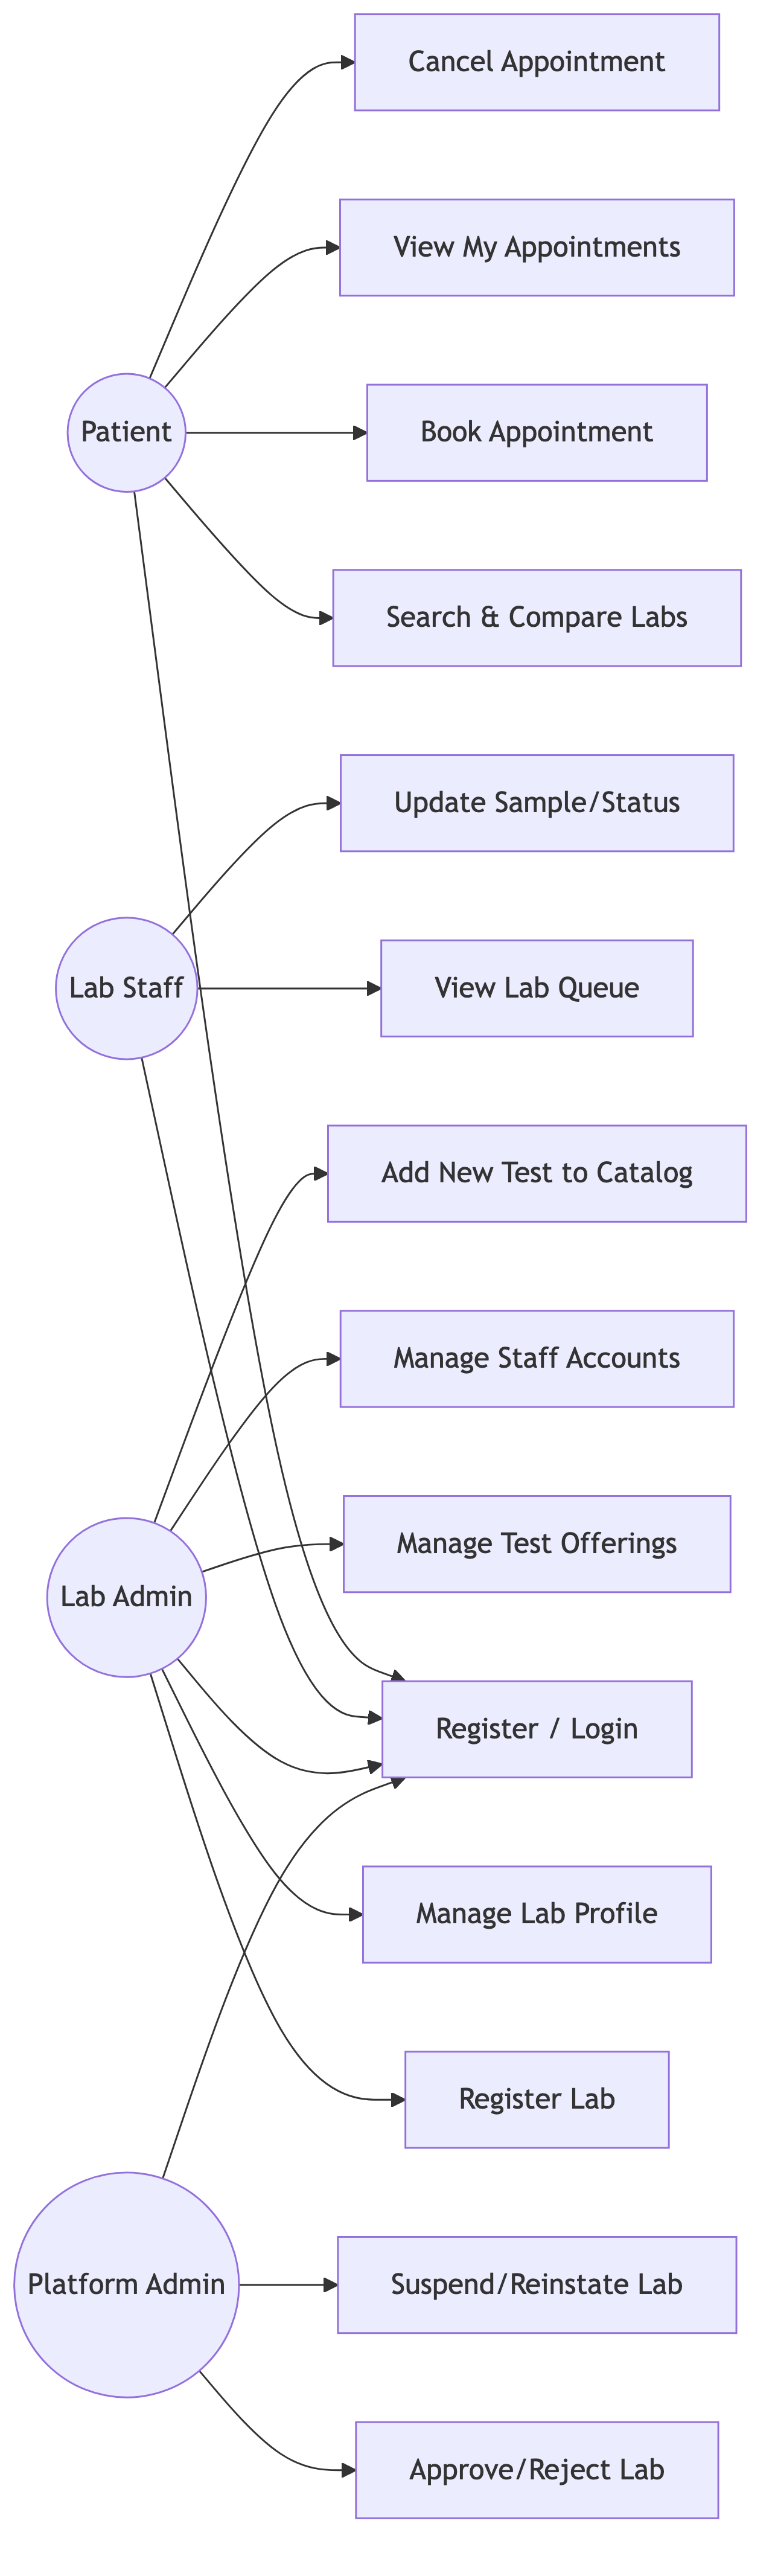 Cancel Appointment
View My Appointments
Patient
Book Appointment
Search & Compare Labs
Update Sample/Status
Lab Staff
View Lab Queue
Add New Test to Catalog
Manage Staff Accounts
Manage Test Offerings
Lab Admin
Register / Login
Manage Lab Profile
Register Lab
Platform Admin
Suspend/Reinstate Lab
Approve/Reject Lab